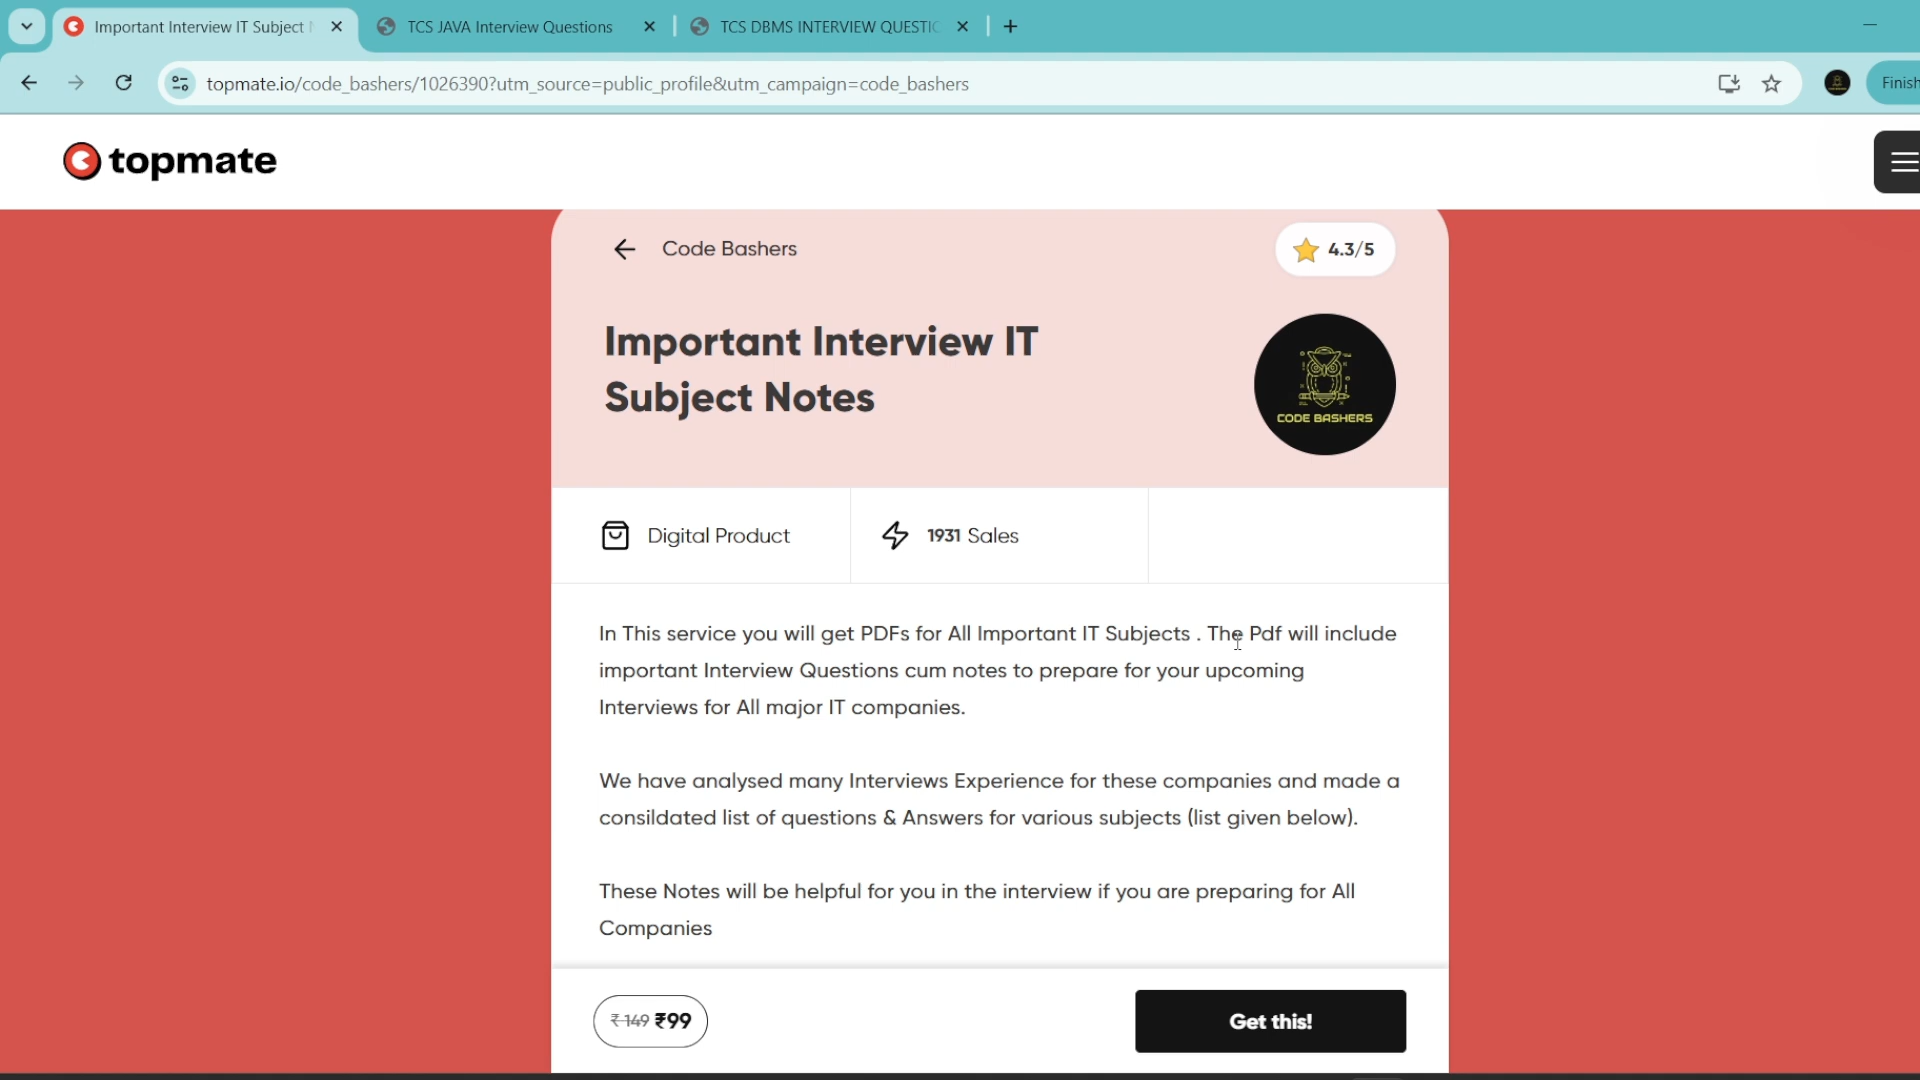 Important Interview IT Subject
TCS JAVA Interview Questions
TCS DBMS INTERVIEW QUESTIC
topmate.io/code_bashers/1026390?utm_source=public_profile&utm_campaign=code_bashers
Finish
topmate
Code Bashers
4.3/5
Important Interview IT
Subject Notes
CODE BASHERS
Digital Product
1931 Sales
In This service you will get PDFs for All Important IT Subjects . The Pdf will include
important Interview Questions cum notes to prepare for your upcoming
Interviews for All major IT companies.
We have analysed many Interviews Experience for these companies and made a
consildated list of questions & Answers for various subjects (list given below).
These Notes will be helpful for you in the interview if you are preparing for All
Companies
₹149 ₹99
Get this!